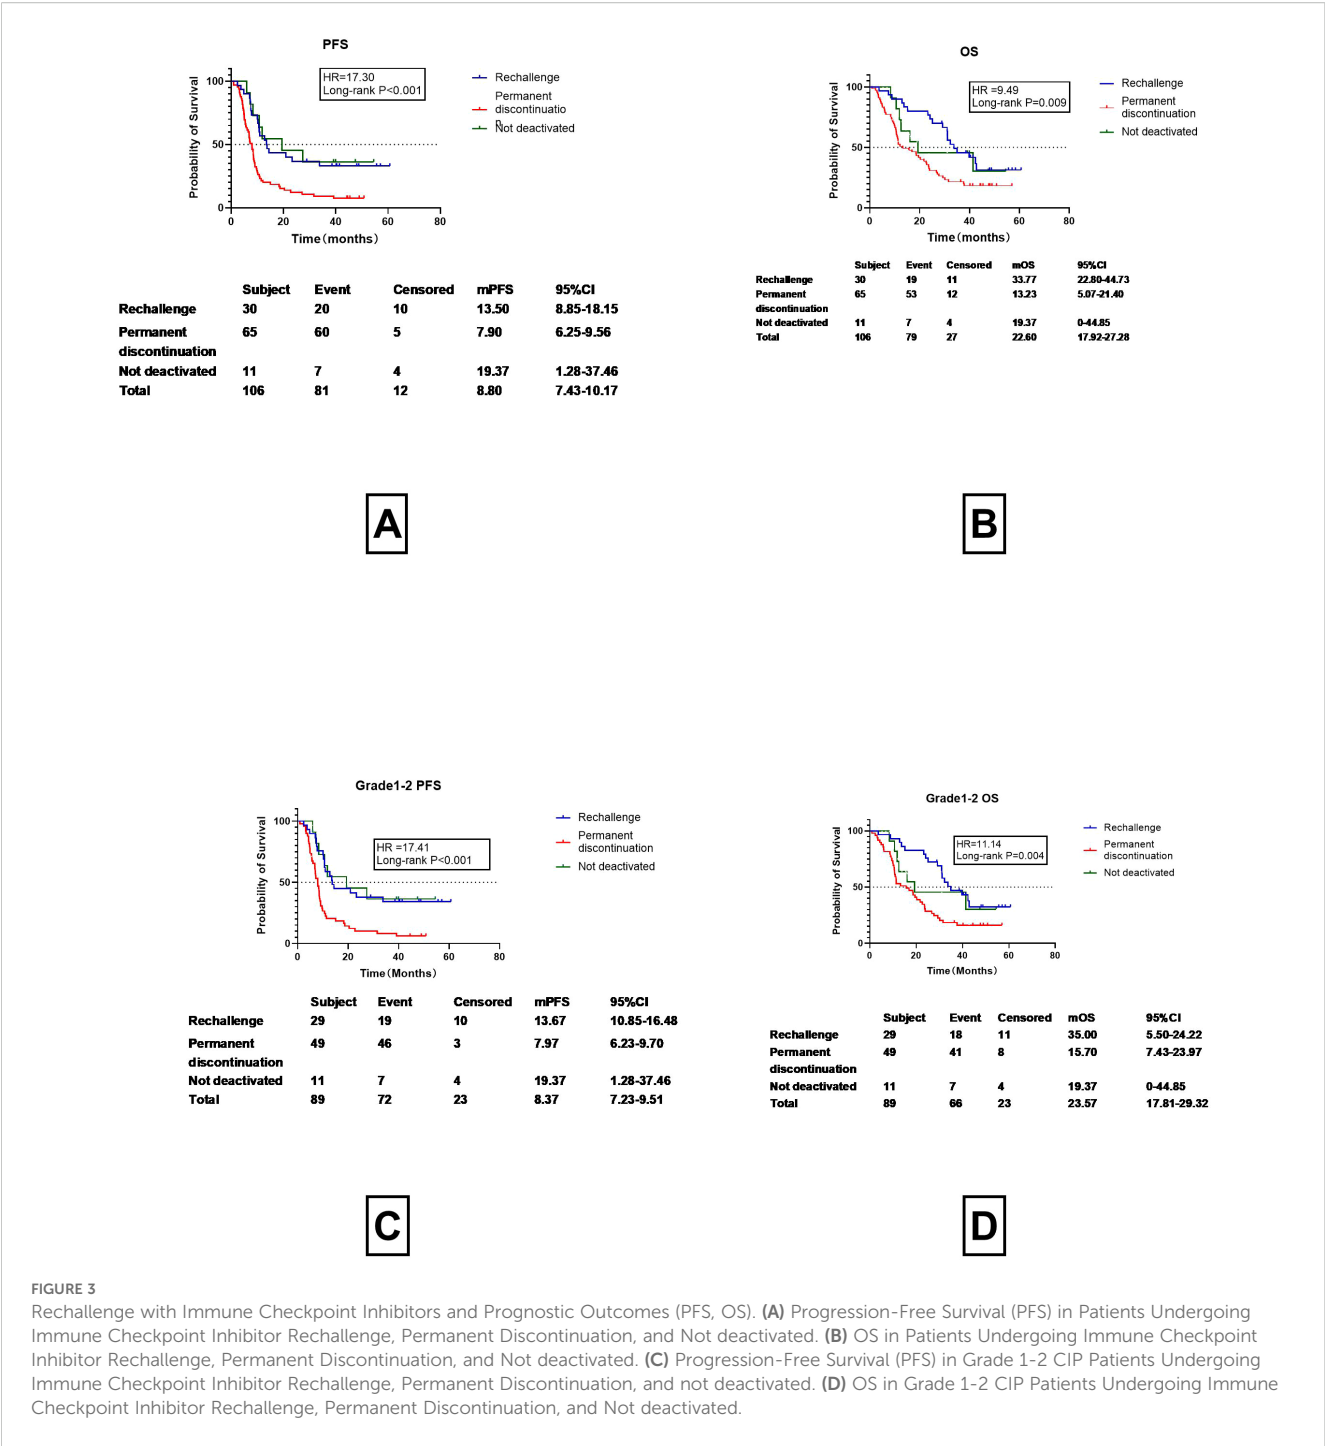 PFS
HR=17.30
Long-rank P<0.001
Rechallenge
Permanent
discontinuatio
n
Not deactivated
Probability of Survival
100
50
0
0 20 40 60 80
Time(months)
Subject Event Censored mPFS 95%CI
Rechallenge 30 20 10 13.50 8.85-18.15
Permanent 65 60 5 7.90 6.25-9.56
discontinuation
Not deactivated 11 7 4 19.37 1.28-37.46
Total 106 81 12 8.80 7.43-10.17
A
OS
HR =9.49
Long-rank P=0.009
Rechallenge
Permanent
discontinuation
Not deactivated
Probability of Survival
100
50
0
0 20 40 60 80
Time(months)
Subject Event Censored mOS 95%CI
Rechallenge 30 19 11 33.77 22.80-44.73
Permanent 65 53 12 13.23 5.07-21.40
discontinuation
Not deactivated 11 7 4 19.37 0-44.85
Total 106 79 27 22.60 17.92-27.28
B
Grade1-2 PFS
HR =17.41
Long-rank P<0.001
Rechallenge
Permanent
discontinuation
Not deactivated
Probability of Survival
100
50
0
0 20 40 60 80
Time(Months)
Subject Event Censored mPFS 95%CI
Rechallenge 29 19 10 13.67 10.85-16.48
Permanent 49 46 3 7.97 6.23-9.70
discontinuation
Not deactivated 11 7 4 19.37 1.28-37.46
Total 89 72 23 8.37 7.23-9.51
C
Grade1-2 OS
HR=11.14
Long-rank P=0.004
Rechallenge
Permanent
discontinuation
Not deactivated
Probability of Survival
100
50
0
0 20 40 60 80
Time(Months)
Subject Event Censored mOS 95%CI
Rechallenge 29 18 11 35.00 5.50-24.22
Permanent 49 41 8 15.70 7.43-23.97
discontinuation
Not deactivated 11 7 4 19.37 0-44.85
Total 89 66 23 23.57 17.81-29.32
D
FIGURE 3
Rechallenge with Immune Checkpoint Inhibitors and Prognostic Outcomes (PFS, OS). (A) Progression-Free Survival (PFS) in Patients Undergoing
Immune Checkpoint Inhibitor Rechallenge, Permanent Discontinuation, and Not deactivated. (B) OS in Patients Undergoing Immune Checkpoint
Inhibitor Rechallenge, Permanent Discontinuation, and Not deactivated. (C) Progression-Free Survival (PFS) in Grade 1-2 CIP Patients Undergoing
Immune Checkpoint Inhibitor Rechallenge, Permanent Discontinuation, and not deactivated. (D) OS in Grade 1-2 CIP Patients Undergoing Immune
Checkpoint Inhibitor Rechallenge, Permanent Discontinuation, and Not deactivated.